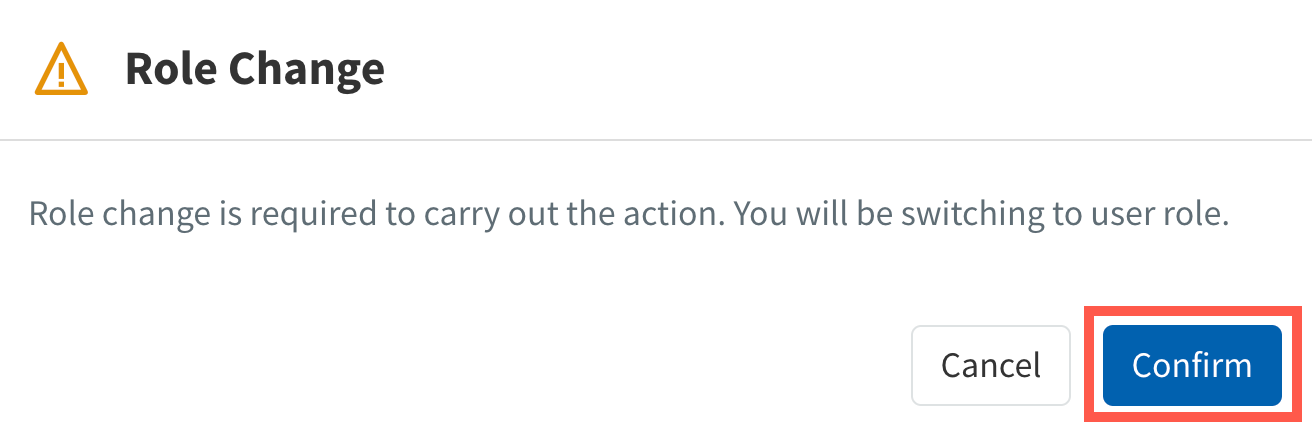 Role Change
Role change is required to carry out the action. You will be switching to user role.
Cancel
Confirm